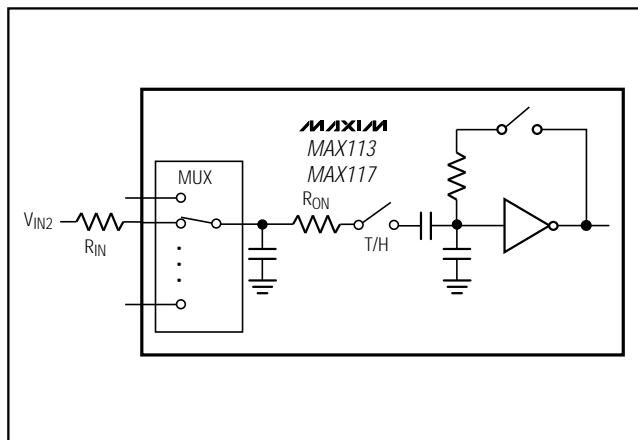 MAXIM
MAX113
MAX117
MUX
R_ON
V_IN2
R_IN
T/H